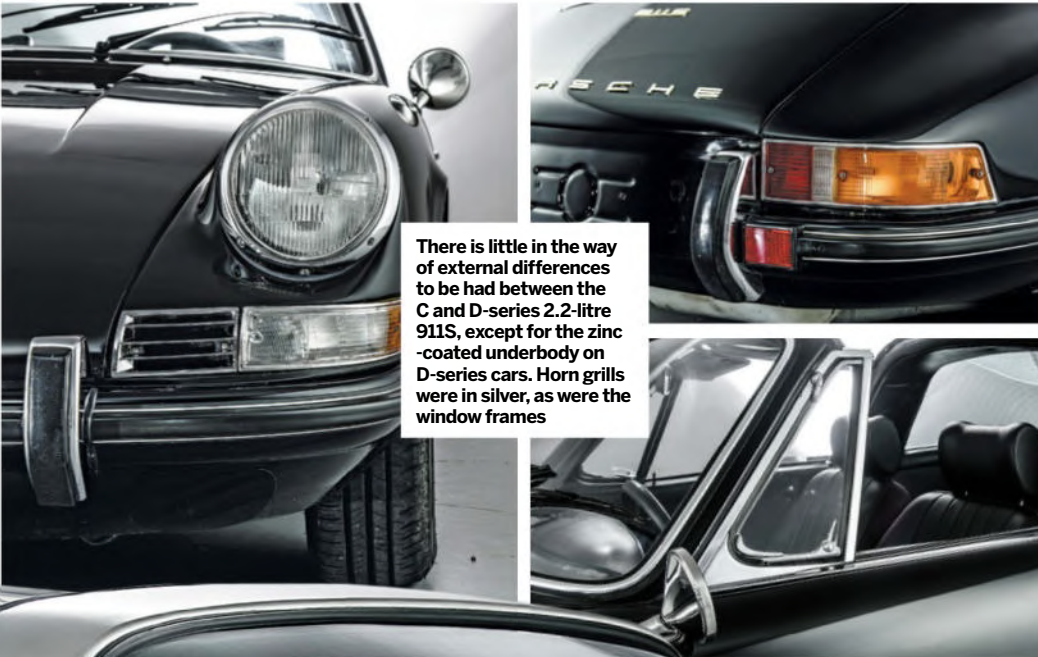 ASCHE
There is little in the way
of external differences
to be had between the
C and D-series 2.2-litre
911S, except for the zinc
-coated underbody on
D-series cars. Horn grills
were in silver, as were the
window frames